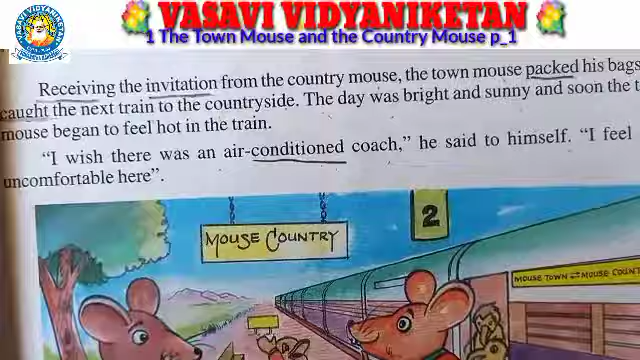 VASAVI VIDYANIKETAN
1 The Town Mouse and the Country Mouse p_1
VASAVI VIDYANIKETAN
Receiving the invitation from the country mouse, the town mouse packed his bags
caught the next train to the countryside. The day was bright and sunny and soon the t
mouse began to feel hot in the train.
"I wish there was an air-conditioned coach," he said to himself. "I feel
uncomfortable here".
2
MOUSE COUNTRY
MOUSE TOWN MOUSE COUNT